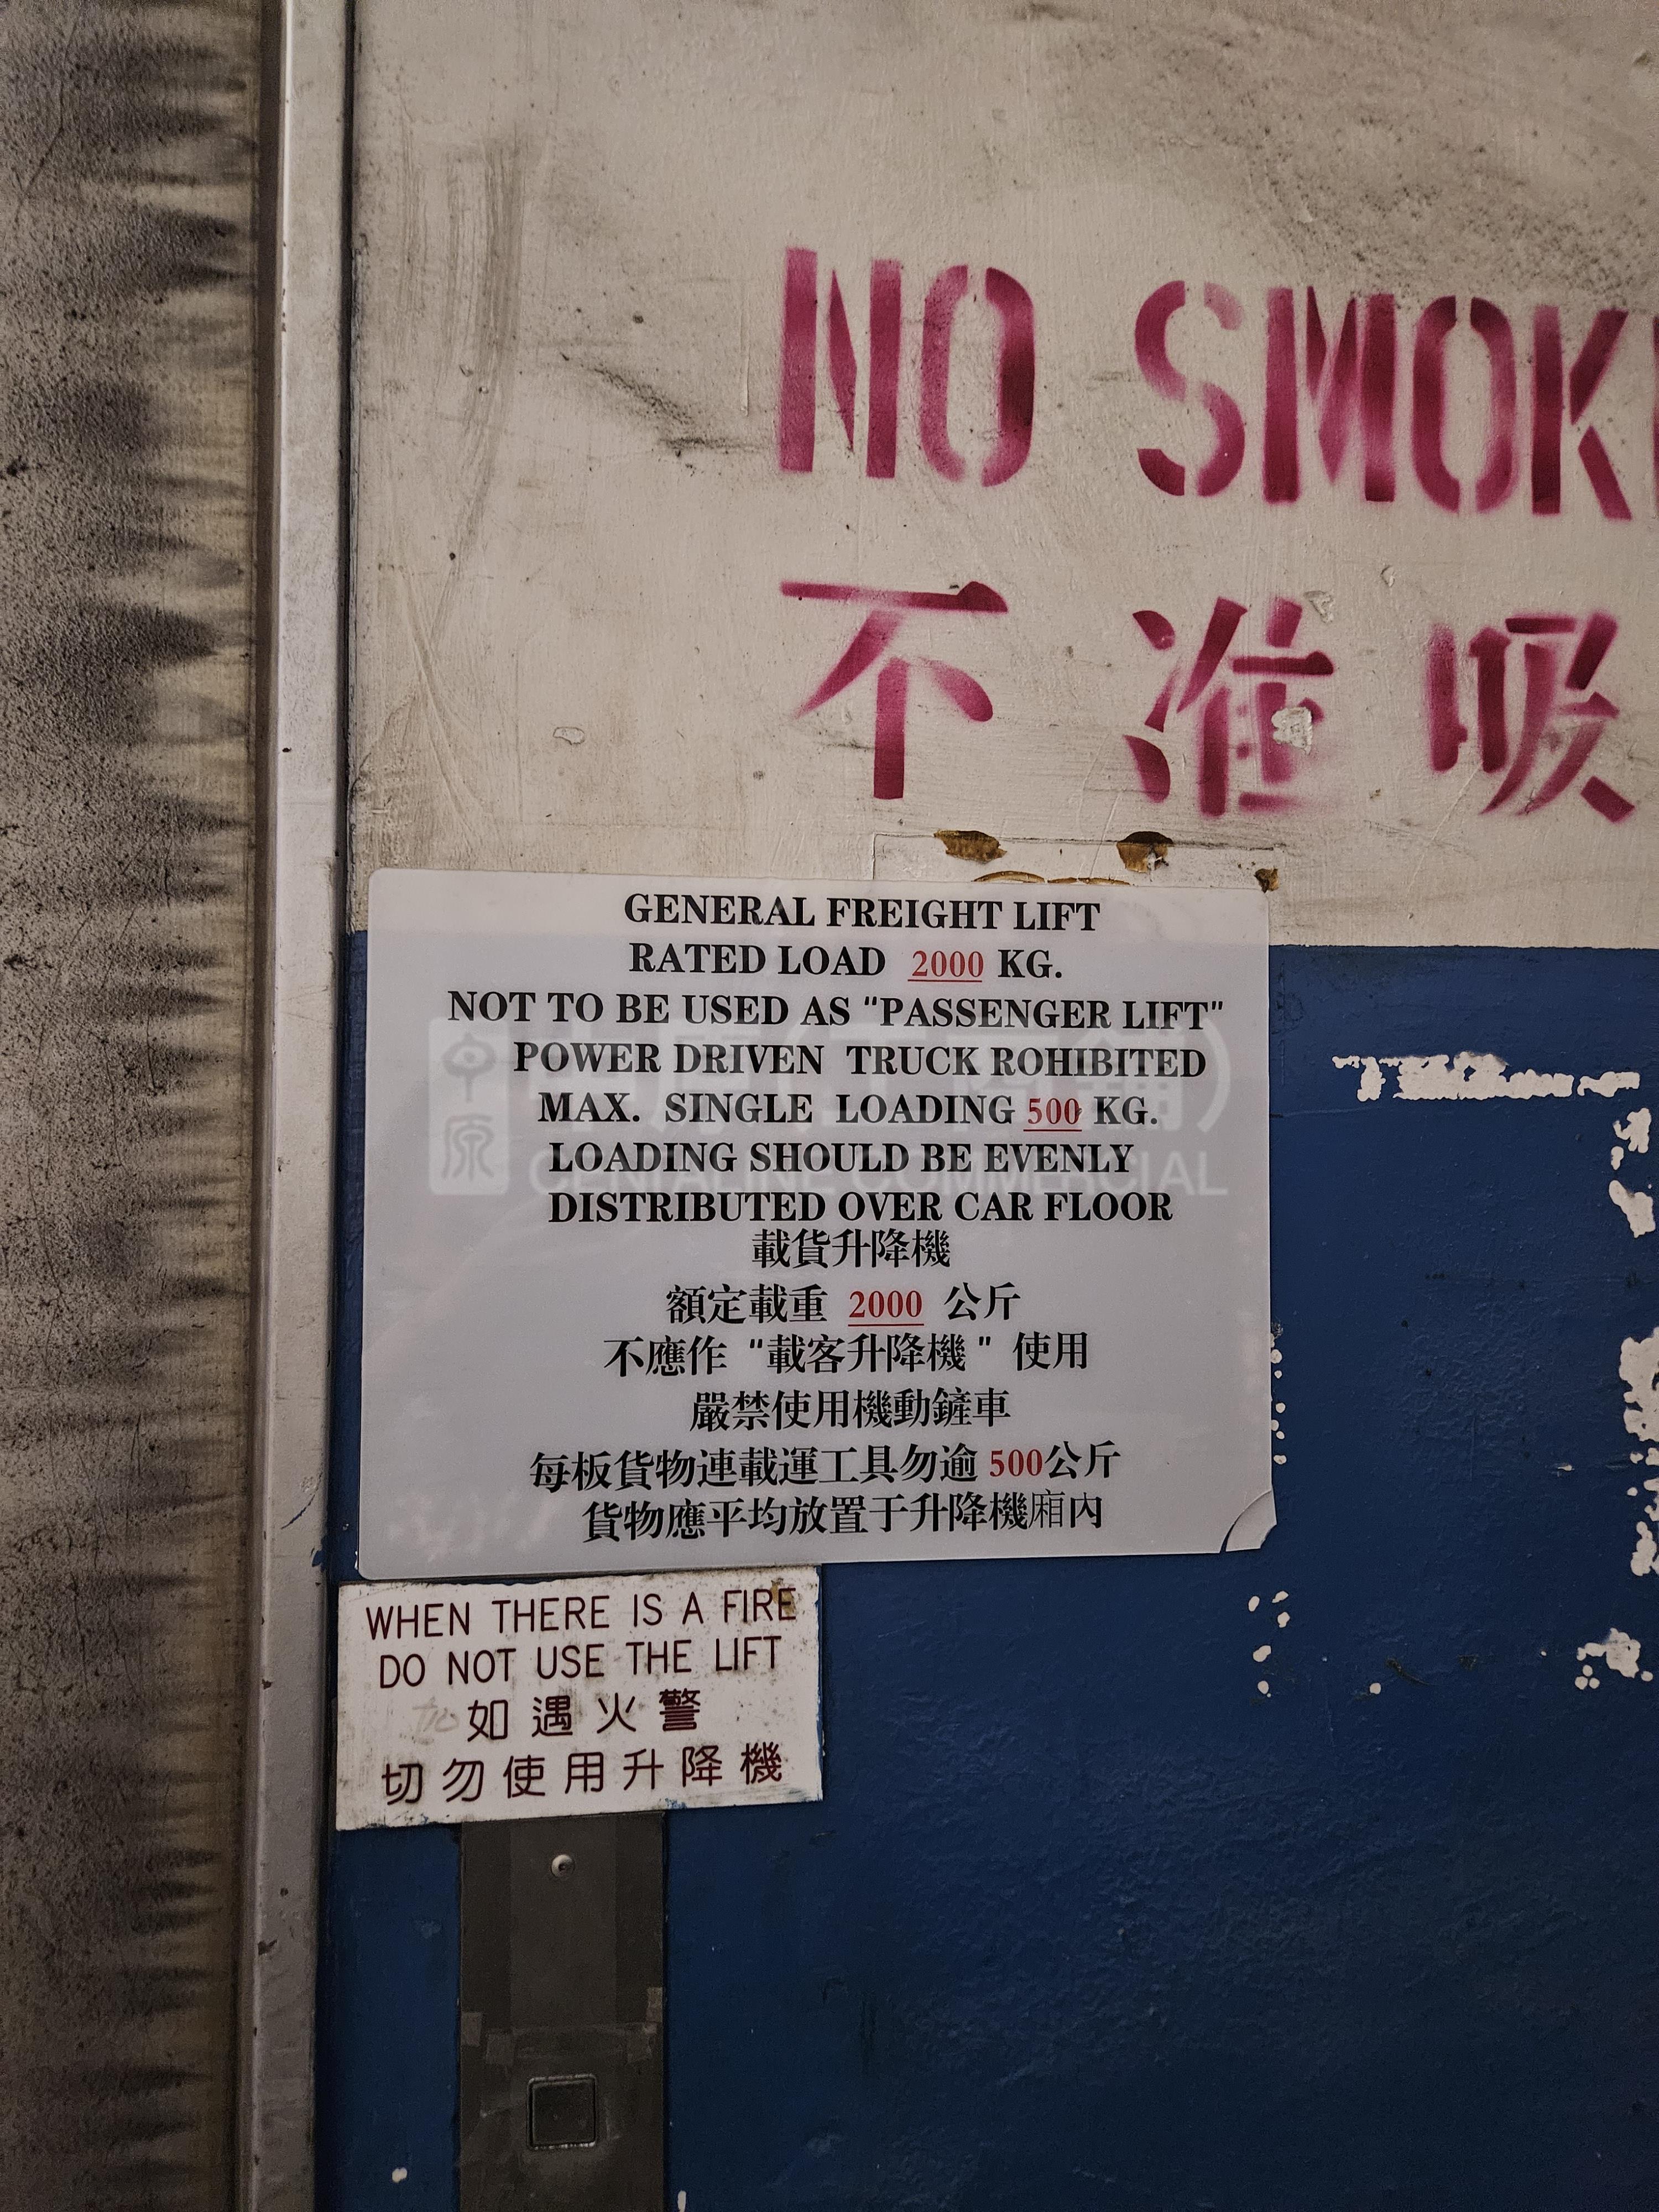 NO SMOK
不准吸
GENERAL FREIGHT LIFT
RATED LOAD 2000 KG.
NOT TO BE USED AS "PASSENGER LIFT"
POWER DRIVEN TRUCK ROHIBITED
MAX. SINGLE LOADING 500 KG.
LOADING SHOULD BE EVENLY
DISTRIBUTED OVER CAR FLOOR
載貨升降機
額定載重 2000 公斤
不應作 "載客升降機" 使用
嚴禁使用機動鏟車
每板貨物連載運工具勿逾 500公斤
貨物應平均放置于升降機廂內
中原
CENTALINE COMMERCIAL
WHEN THERE IS A FIRE
DO NOT USE THE LIFT
如遇火警
切勿使用升降機